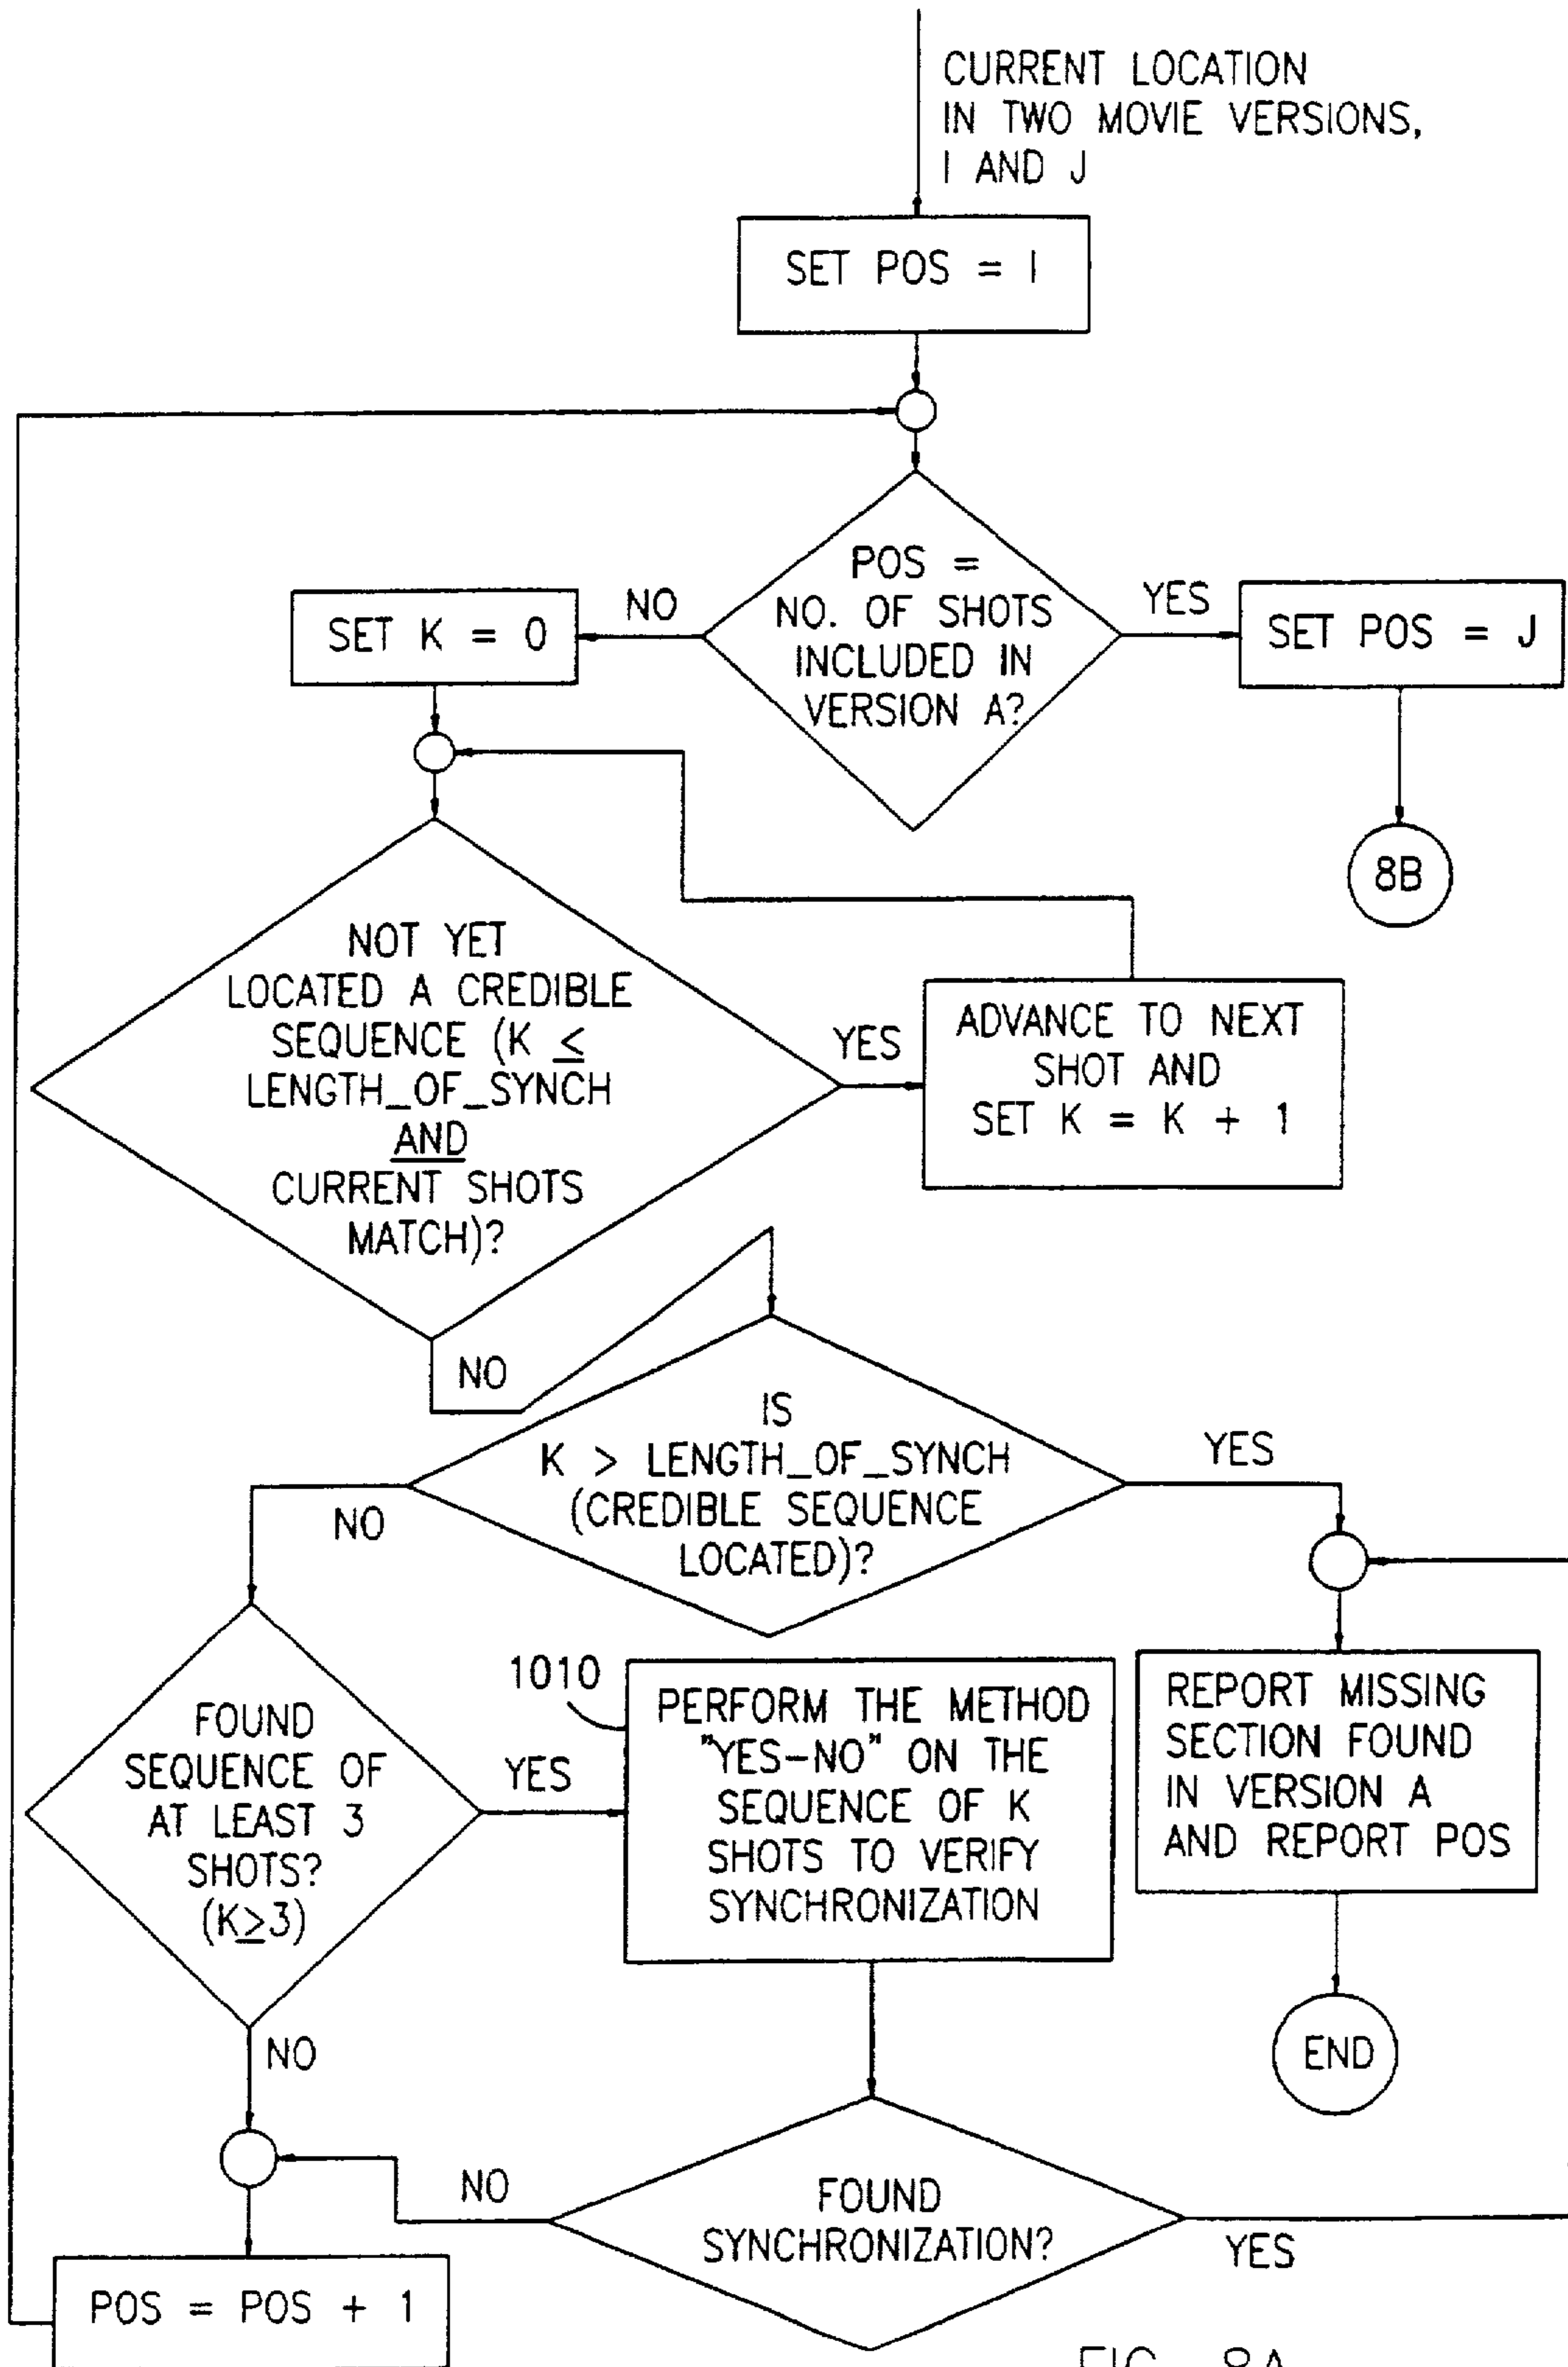 CURRENT LOCATION
IN TWO MOVIE VERSIONS,
I AND J
SET POS = I
POS =
NO. OF SHOTS
INCLUDED IN
VERSION A?
NO
YES
SET K = 0
SET POS = J
8B
NOT YET
LOCATED A CREDIBLE
SEQUENCE (K ≤
LENGTH_OF_SYNCH
AND
CURRENT SHOTS
MATCH)?
YES
ADVANCE TO NEXT
SHOT AND
SET K = K + 1
NO
IS
K > LENGTH_OF_SYNCH
(CREDIBLE SEQUENCE
LOCATED)?
YES
NO
FOUND
SEQUENCE OF
AT LEAST 3
SHOTS?
(K≥3)
YES
1010
PERFORM THE METHOD
"YES-NO" ON THE
SEQUENCE OF K
SHOTS TO VERIFY
SYNCHRONIZATION
REPORT MISSING
SECTION FOUND
IN VERSION A
AND REPORT POS
END
NO
NO
FOUND
SYNCHRONIZATION?
YES
POS = POS + 1
FIG. 8A